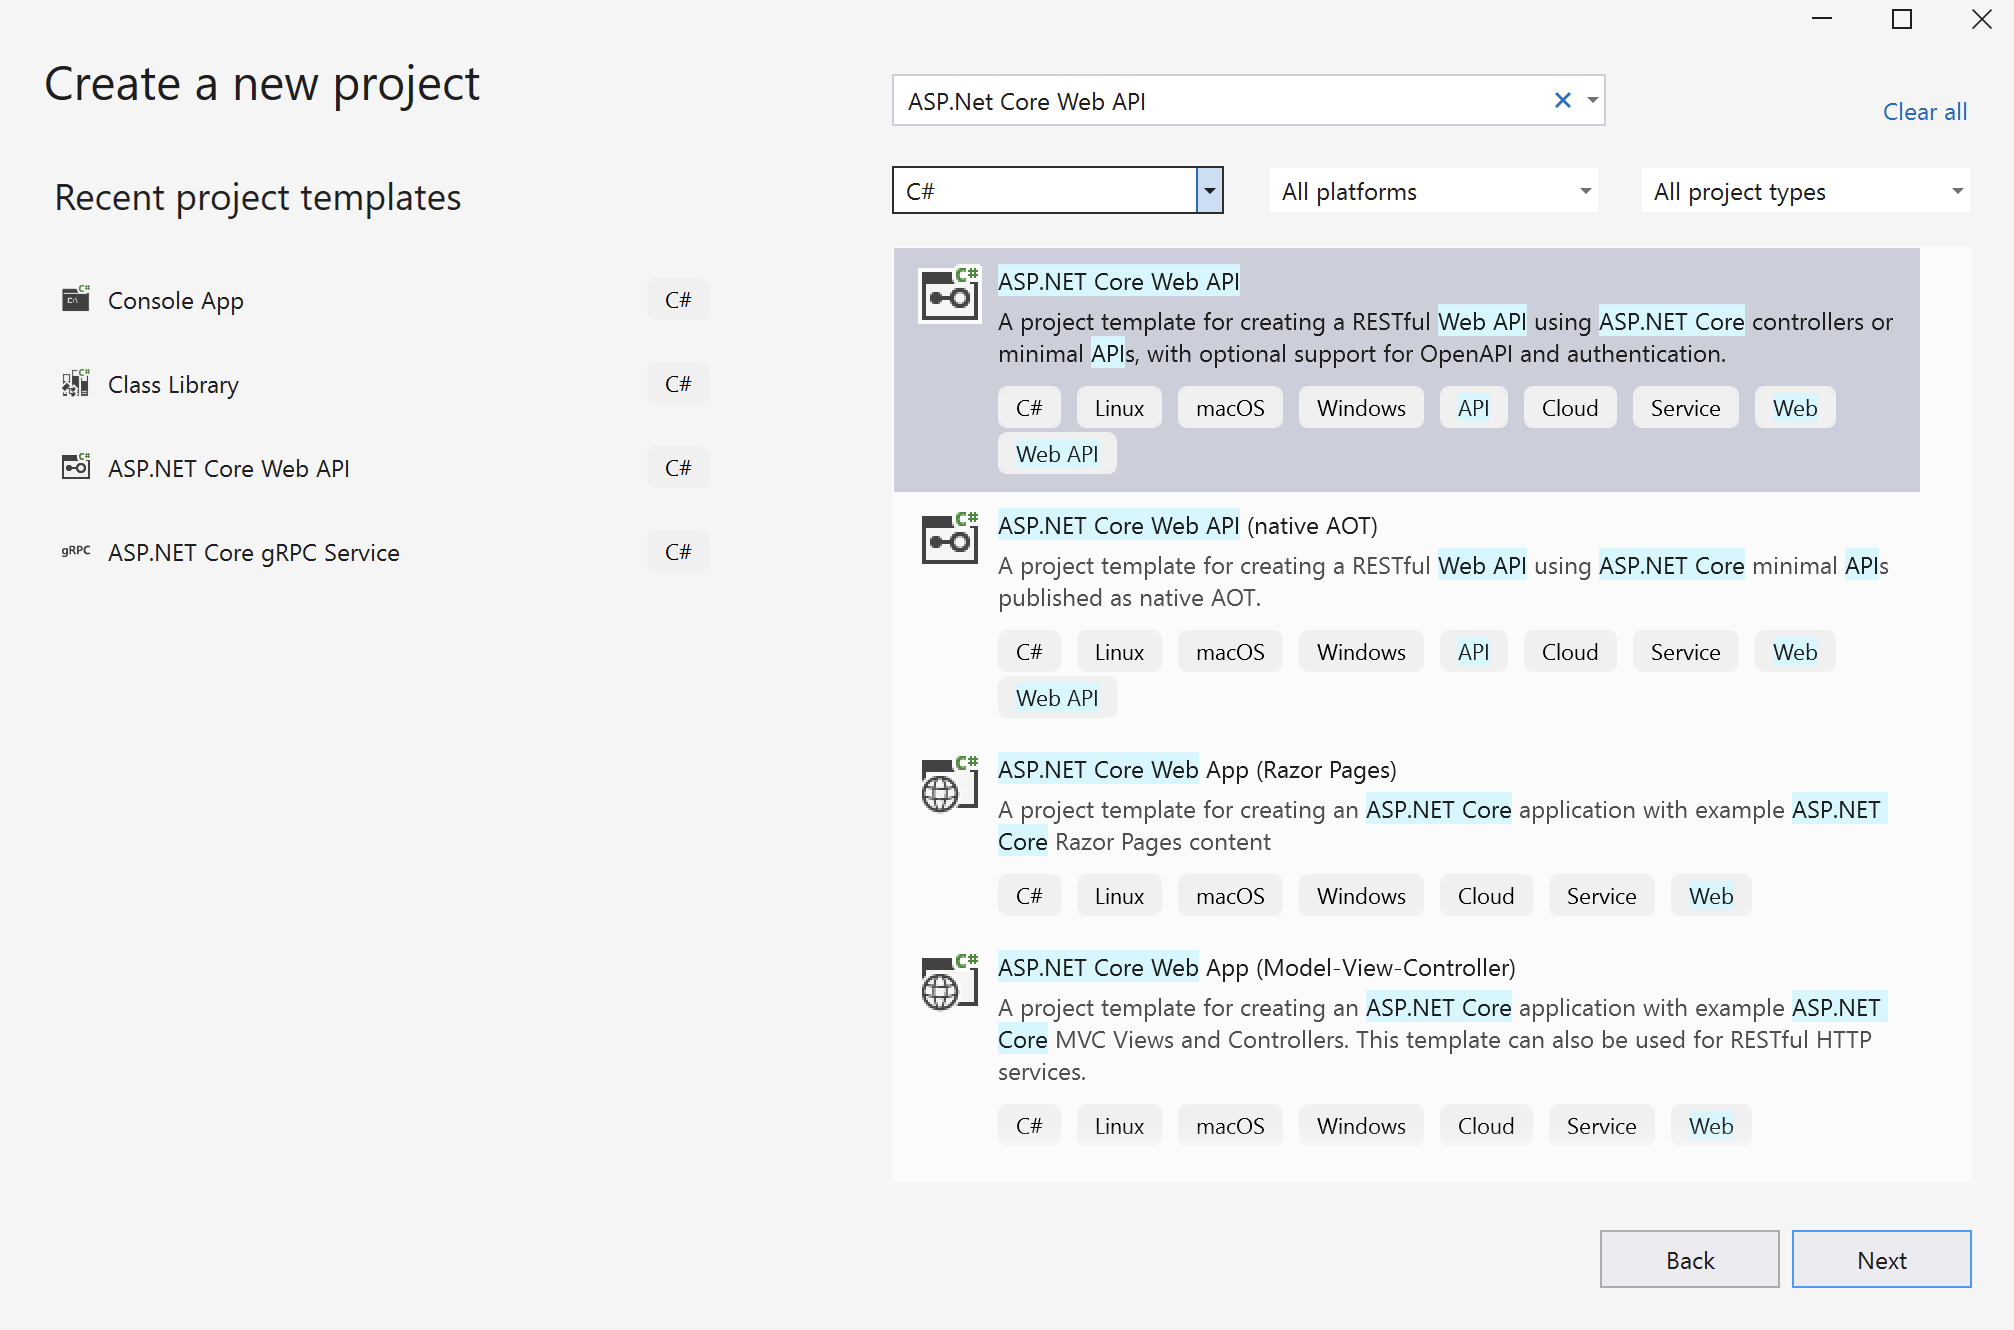 Create a new project
ASP.Net Core Web API
Clear all
C#
All platforms
All project types
Recent project templates
Console App
C#
Class Library
C#
ASP.NET Core Web API
C#
gRPC
ASP.NET Core gRPC Service
C#
C#
ASP.NET Core Web API
A project template for creating a RESTful Web API using ASP.NET Core controllers or
minimal APIs, with optional support for OpenAPI and authentication.
C#
Linux
macOS
Windows
API
Cloud
Service
Web
Web API
C#
ASP.NET Core Web API (native AOT)
A project template for creating a RESTful Web API using ASP.NET Core minimal APIs
published as native AOT.
C#
Linux
macOS
Windows
API
Cloud
Service
Web
Web API
C#
ASP.NET Core Web App (Razor Pages)
A project template for creating an ASP.NET Core application with example ASP.NET
Core Razor Pages content
C#
Linux
macOS
Windows
Cloud
Service
Web
C#
ASP.NET Core Web App (Model-View-Controller)
A project template for creating an ASP.NET Core application with example ASP.NET
Core MVC Views and Controllers. This template can also be used for RESTful HTTP
services.
C#
Linux
macOS
Windows
Cloud
Service
Web
Back
Next